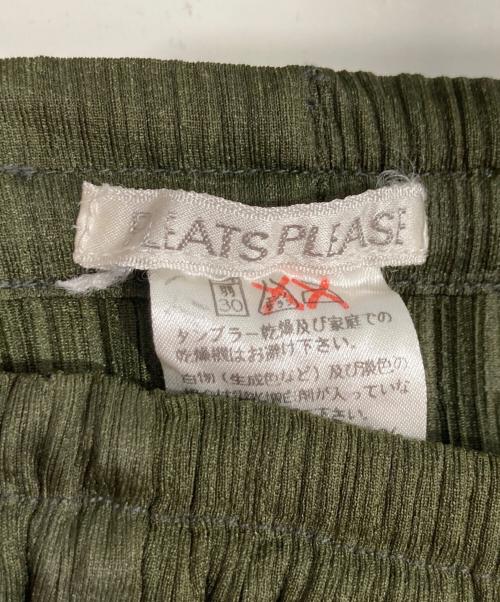 PLEATS PLEASE
30
タンブラー乾燥及び家庭での
乾燥機はお避け下さい。
白物(生成色など)及び淡色の
剤が入っていな